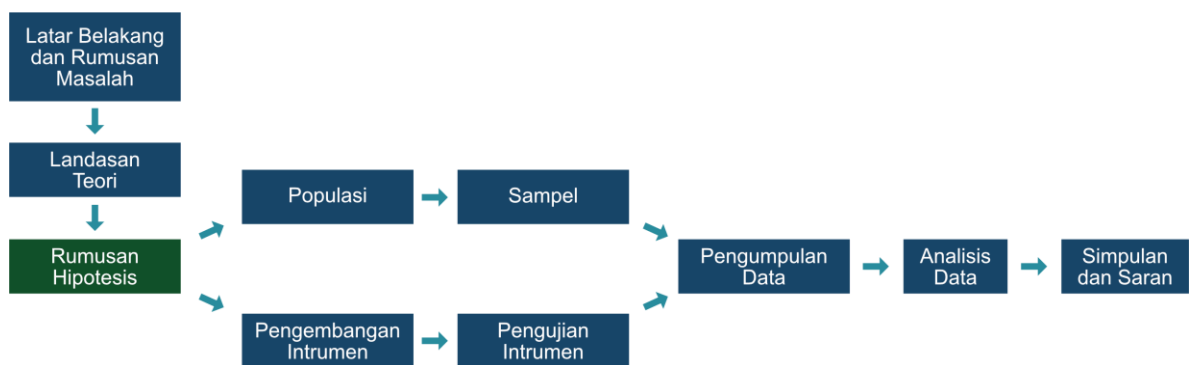 Latar Belakang
dan Rumusan
Masalah
Landasan
Teori
Rumusan
Hipotesis
Populasi
Sampel
Pengembangan
Intrumen
Pengujian
Intrumen
Pengumpulan
Data
Analisis
Data
Simpulan
dan Saran